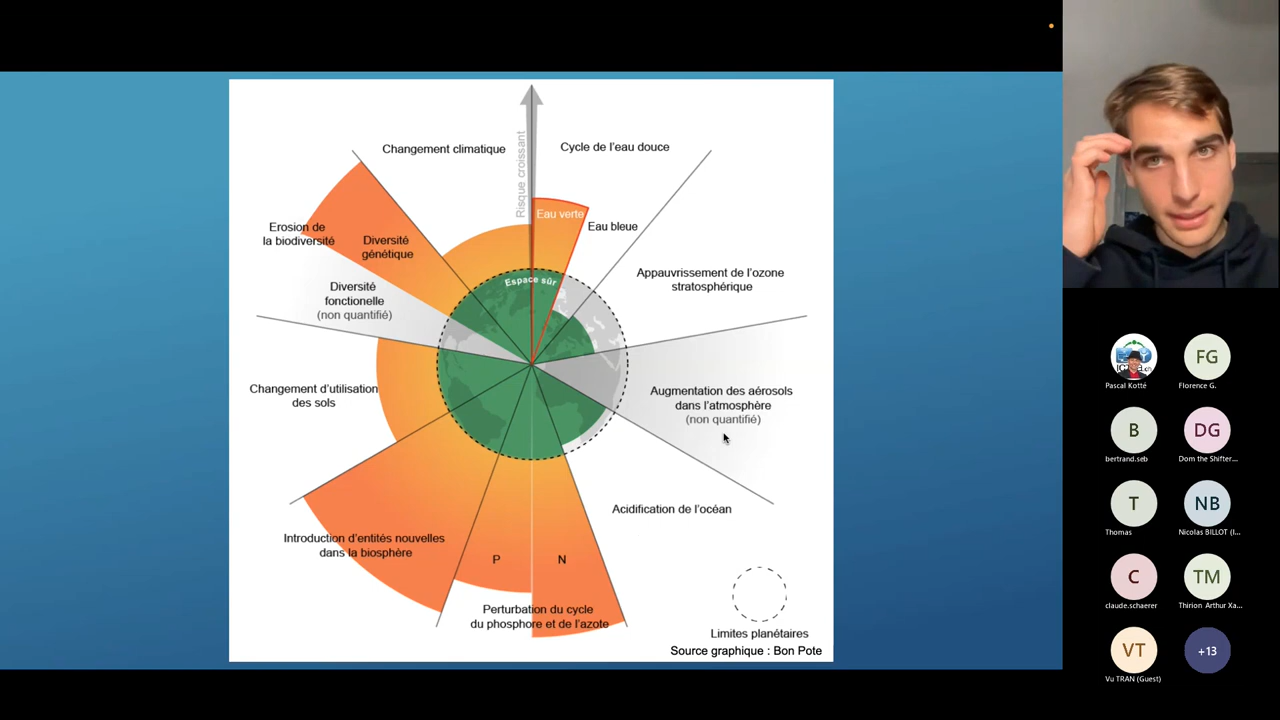 Changement climatique
Cycle de l'eau douce
Risque croissant
Eau verte
Eau bleue
Erosion de
la biodiversité
Diversité
génétique
Espace sûr
Appauvrissement de l'ozone
stratosphérique
Diversité
fonctionelle
(non quantifié)
Changement d'utilisation
des sols
Augmentation des aérosols
dans l'atmosphère
(non quantifié)
Acidification de l'océan
Introduction d'entités nouvelles
dans la biosphère
P
N
Perturbation du cycle
du phosphore et de l'azote
Limites planétaires
Source graphique : Bon Pote
Pascal Kotté
FG
Florence G.
B
bertrand.seb
DG
Dom the Shifter...
T
Thomas
NB
Nicolas BILLOT (I...
C
claude.schaerer
TM
Thirion Arthur Xa...
VT
Vu TRAN (Guest)
+13